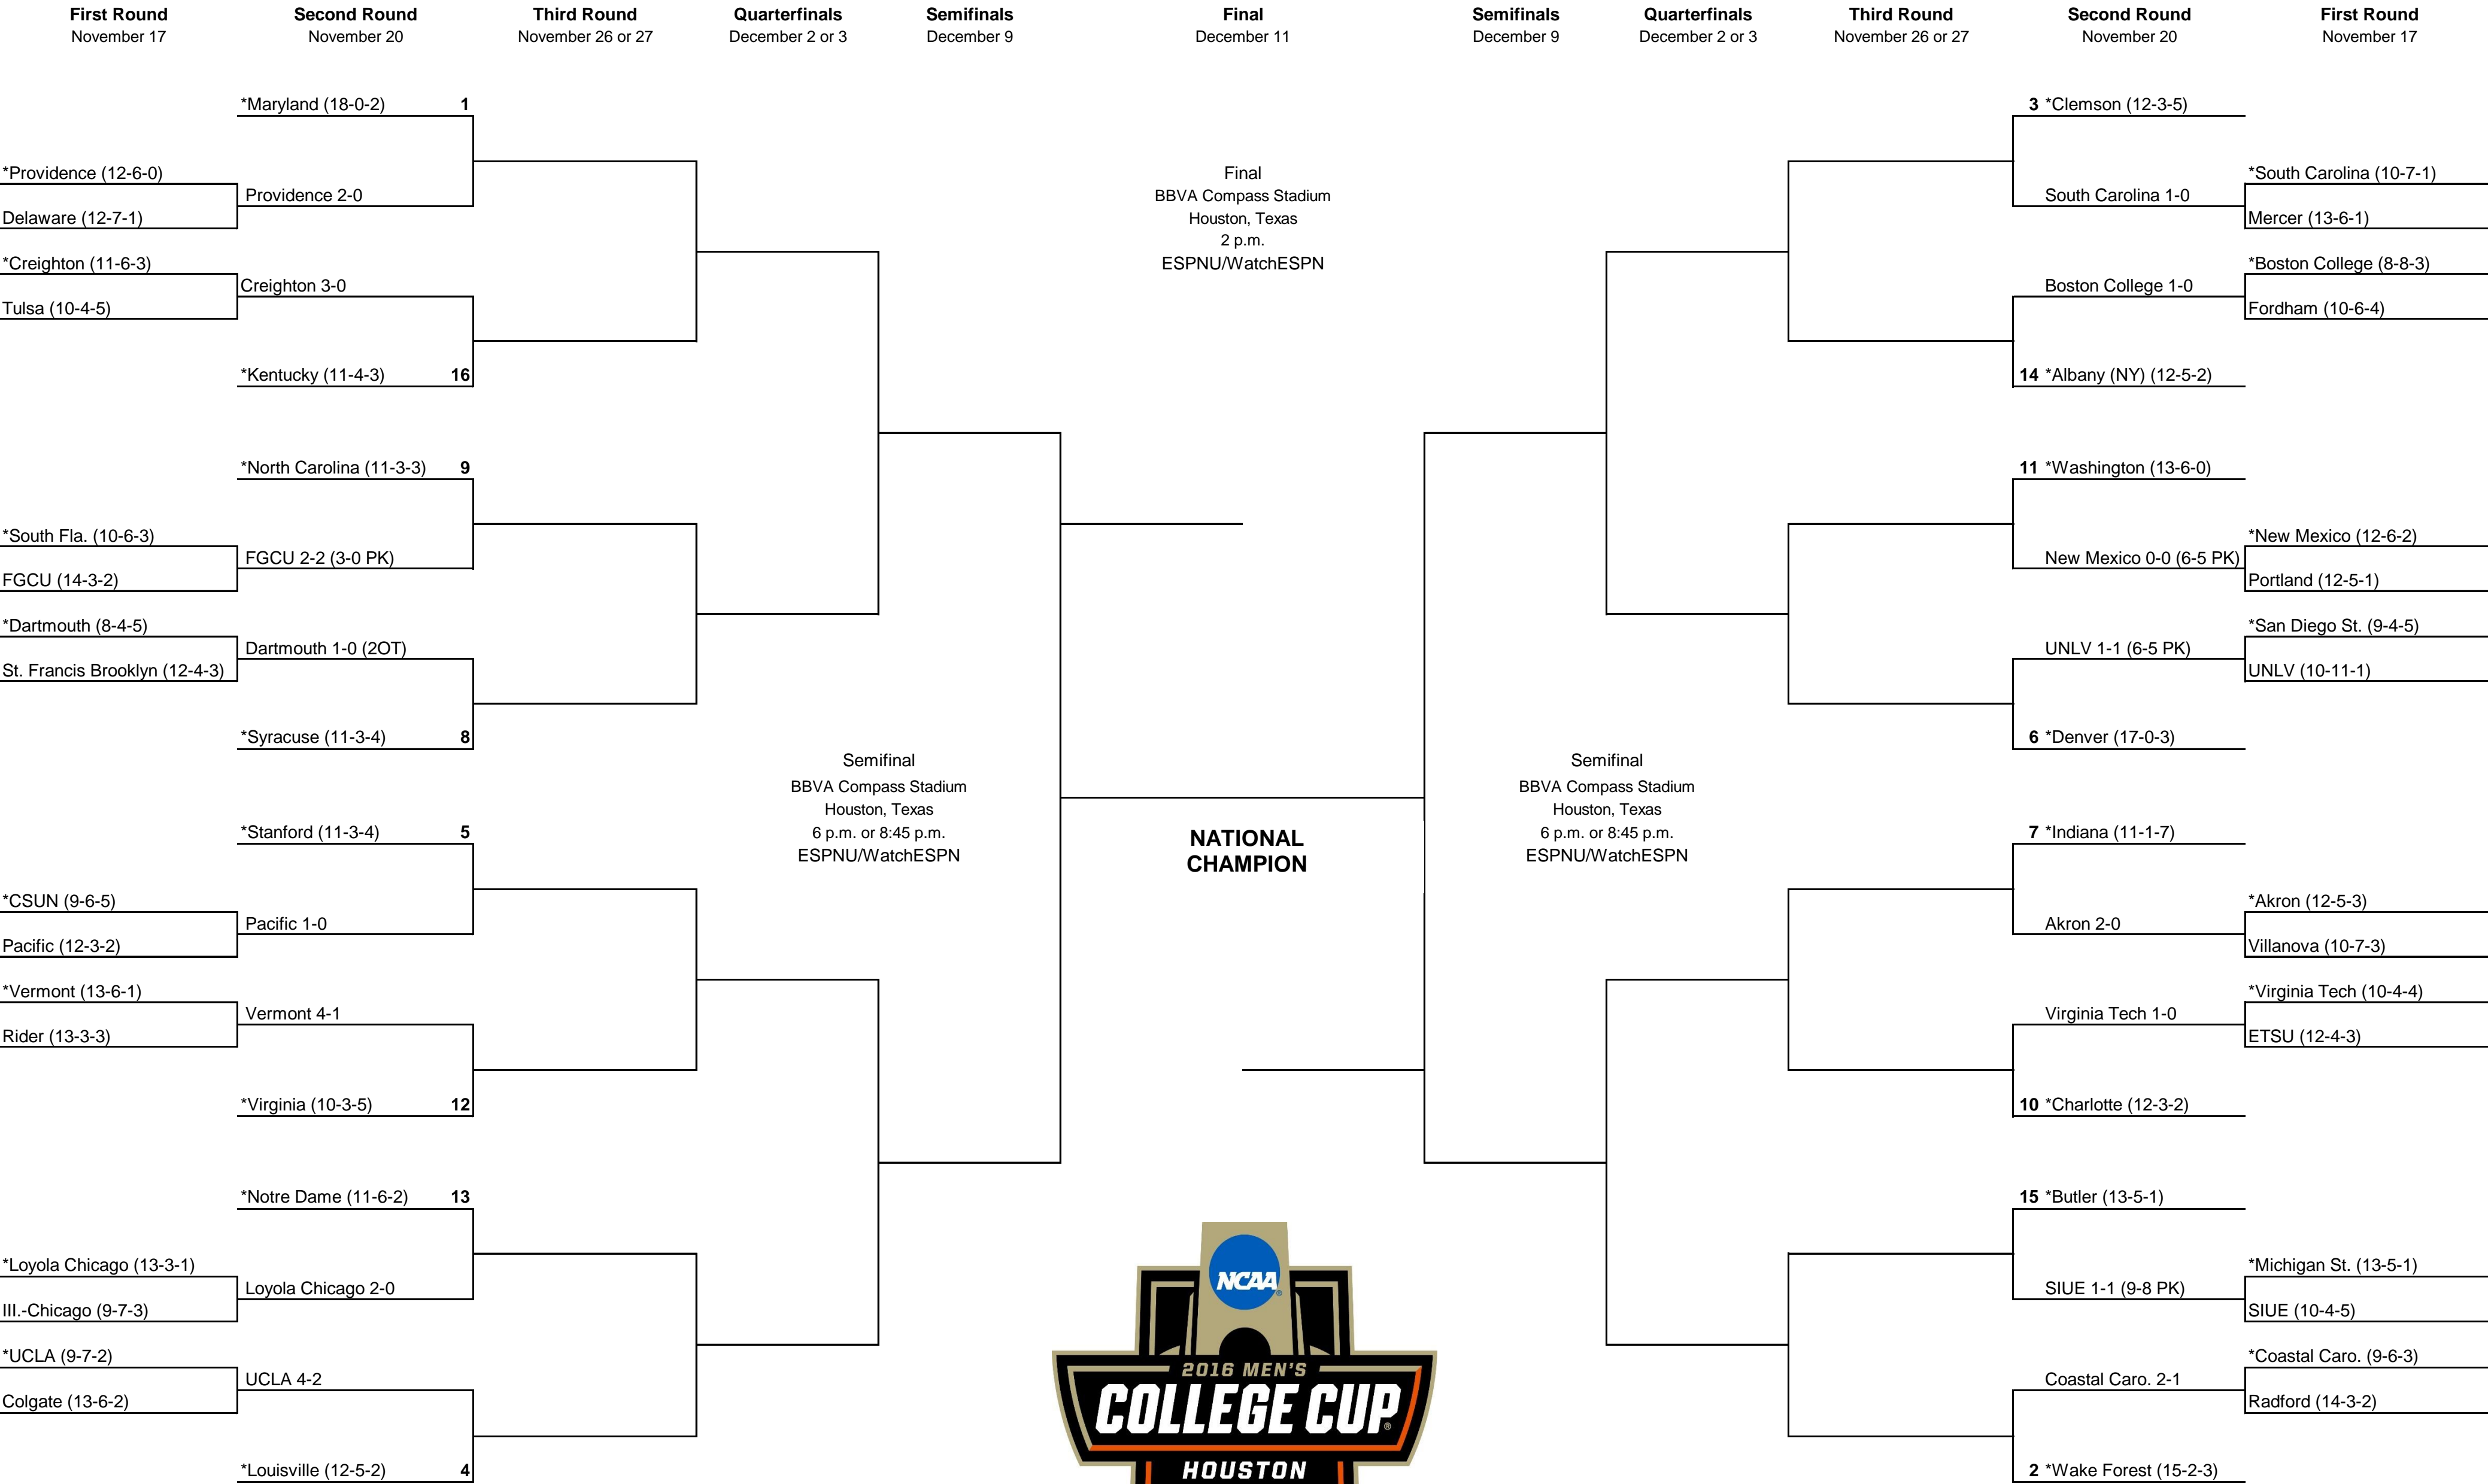 First Round
November 17
Second Round
November 20
Third Round
November 26 or 27
Quarterfinals
December 2 or 3
Semifinals
December 9
Final
December 11
Semifinals
December 9
Quarterfinals
December 2 or 3
Third Round
November 26 or 27
Second Round
November 20
First Round
November 17
*Maryland (18-0-2) 1
*Providence (12-6-0)
Providence 2-0
Delaware (12-7-1)
*Creighton (11-6-3)
Creighton 3-0
Tulsa (10-4-5)
*Kentucky (11-4-3) 16
*North Carolina (11-3-3) 9
*South Fla. (10-6-3)
FGCU 2-2 (3-0 PK)
FGCU (14-3-2)
*Dartmouth (8-4-5)
Dartmouth 1-0 (2OT)
St. Francis Brooklyn (12-4-3)
*Syracuse (11-3-4) 8
*Stanford (11-3-4) 5
*CSUN (9-6-5)
Pacific 1-0
Pacific (12-3-2)
*Vermont (13-6-1)
Vermont 4-1
Rider (13-3-3)
*Virginia (10-3-5) 12
*Notre Dame (11-6-2) 13
*Loyola Chicago (13-3-1)
Loyola Chicago 2-0
Ill.-Chicago (9-7-3)
*UCLA (9-7-2)
UCLA 4-2
Colgate (13-6-2)
*Louisville (12-5-2) 4
Semifinal
BBVA Compass Stadium
Houston, Texas
6 p.m. or 8:45 p.m.
ESPNU/WatchESPN
Final
BBVA Compass Stadium
Houston, Texas
2 p.m.
ESPNU/WatchESPN
NATIONAL
CHAMPION
NCAA®
2016 MEN'S
COLLEGE CUP®
HOUSTON
Semifinal
BBVA Compass Stadium
Houston, Texas
6 p.m. or 8:45 p.m.
ESPNU/WatchESPN
3 *Clemson (12-3-5)
*South Carolina (10-7-1)
South Carolina 1-0
Mercer (13-6-1)
*Boston College (8-8-3)
Boston College 1-0
Fordham (10-6-4)
14 *Albany (NY) (12-5-2)
11 *Washington (13-6-0)
*New Mexico (12-6-2)
New Mexico 0-0 (6-5 PK)
Portland (12-5-1)
*San Diego St. (9-4-5)
UNLV 1-1 (6-5 PK)
UNLV (10-11-1)
6 *Denver (17-0-3)
7 *Indiana (11-1-7)
*Akron (12-5-3)
Akron 2-0
Villanova (10-7-3)
*Virginia Tech (10-4-4)
Virginia Tech 1-0
ETSU (12-4-3)
10 *Charlotte (12-3-2)
15 *Butler (13-5-1)
*Michigan St. (13-5-1)
SIUE 1-1 (9-8 PK)
SIUE (10-4-5)
*Coastal Caro. (9-6-3)
Coastal Caro. 2-1
Radford (14-3-2)
2 *Wake Forest (15-2-3)